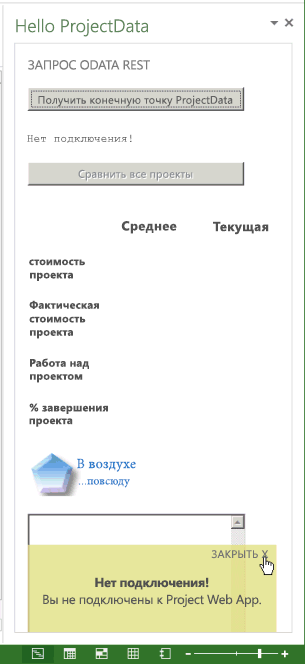 Hello ProjectData
ЗАПРОС ODATA REST
Получить конечную точку ProjectData
Нет подключения!
Сравнить все проекты
Среднее Текущая
стоимость
проекта
Фактическая
стоимость
проекта
Работа над
проектом
% завершения
проекта
В воздухе
...повсюду
ЗАКРЫТЬ X
Нет подключения!
Вы не подключены к Project Web App.